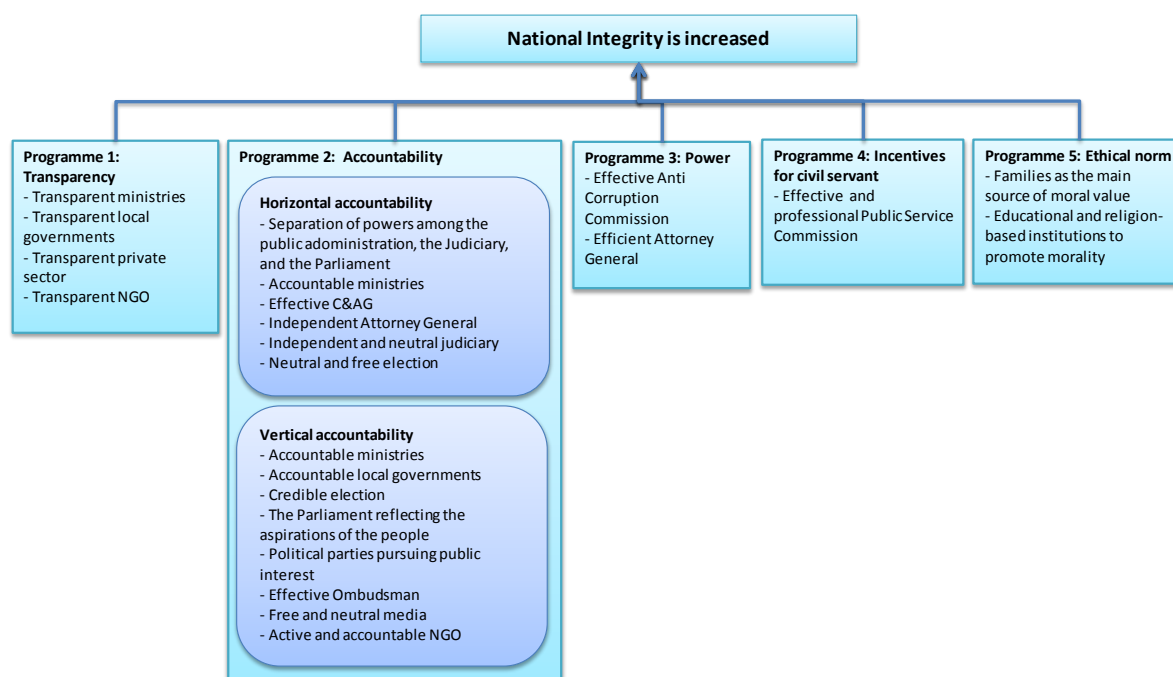 National Integrity is increased
Programme 1:
Transparency
- Transparent ministries
- Transparent local
governments
- Transparent private
sector
- Transparent NGO
Programme 2: Accountability
Horizontal accountability
- Separation of powers among
the public adoministration, the Judiciary,
and the Parliament
- Accountable ministries
- Effective C&AG
- Independent Attorney General
- Independent and neutral judiciary
- Neutral and free election
Vertical accountability
- Accountable ministries
- Accountable local governments
- Credible election
- The Parliament reflecting the
aspirations of the people
- Political parties pursuing public
interest
- Effective Ombudsman
- Free and neutral media
- Active and accountable NGO
Programme 3: Power
- Effective Anti
Corruption
Commission
- Efficient Attorney
General
Programme 4: Incentives
for civil servant
- Effective and
professional Public Service
Commission
Programme 5: Ethical norm
- Families as the main
source of moral value
- Educational and religion-
based institutions to
promote morality